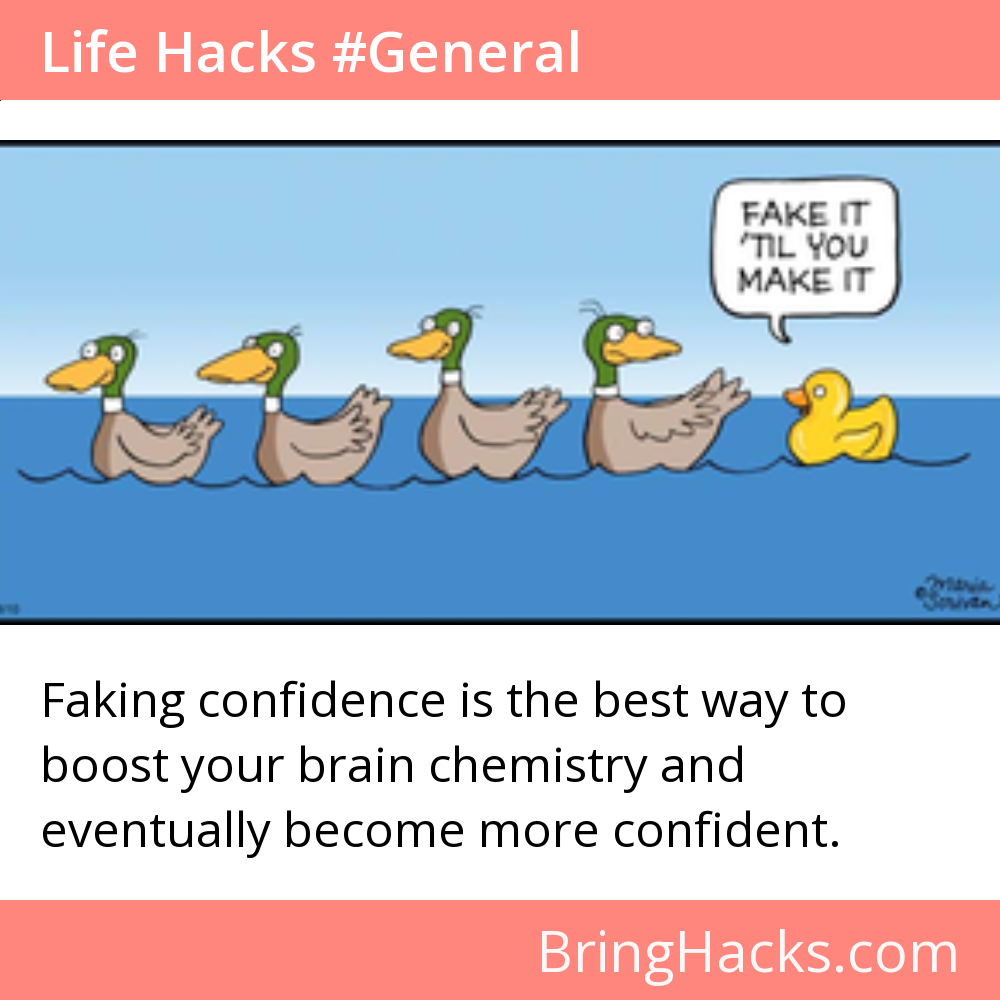 Life Hacks #General
FAKE IT
'TIL YOU
MAKE IT
©Maria
Scrivan
Faking confidence is the best way to
boost your brain chemistry and
eventually become more confident.
BringHacks.com